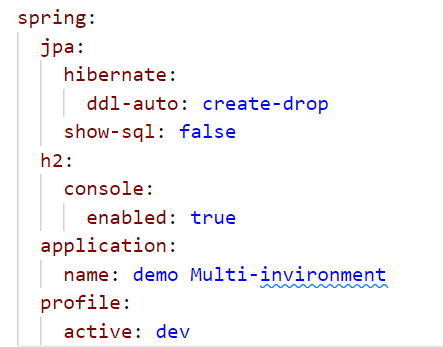 spring:
  jpa:
    hibernate:
      ddl-auto: create-drop
    show-sql: false
  h2:
    console:
      enabled: true
  application:
    name: demo Multi-invironment
  profile:
    active: dev